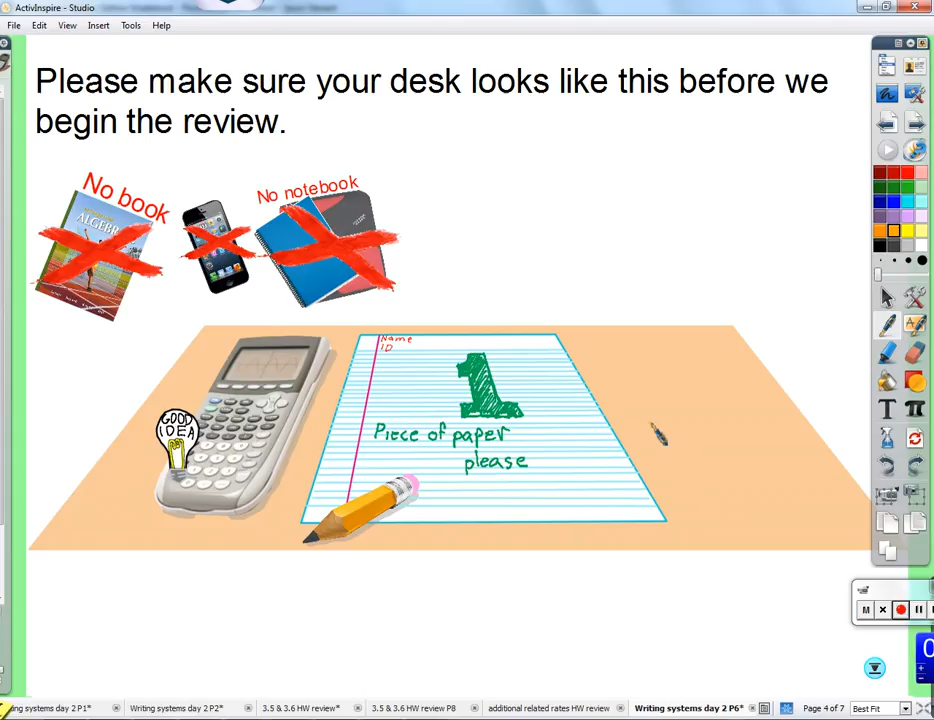 ActivInspire - Studio
File Edit View Insert Tools Help
Please make sure your desk looks like this before we
begin the review.
No book
No notebook
ALGEBRA
Name
ID
1
Piece of paper
please
GOOD
IDEA
M
0
ing systems day 2 P1* Writing systems day 2 P2* 3.5 & 3.6 HW review* 3.5 & 3.6 HW review P8 additional related rates HW review Writing systems day 2 P6* Page 4 of 7 Best Fit